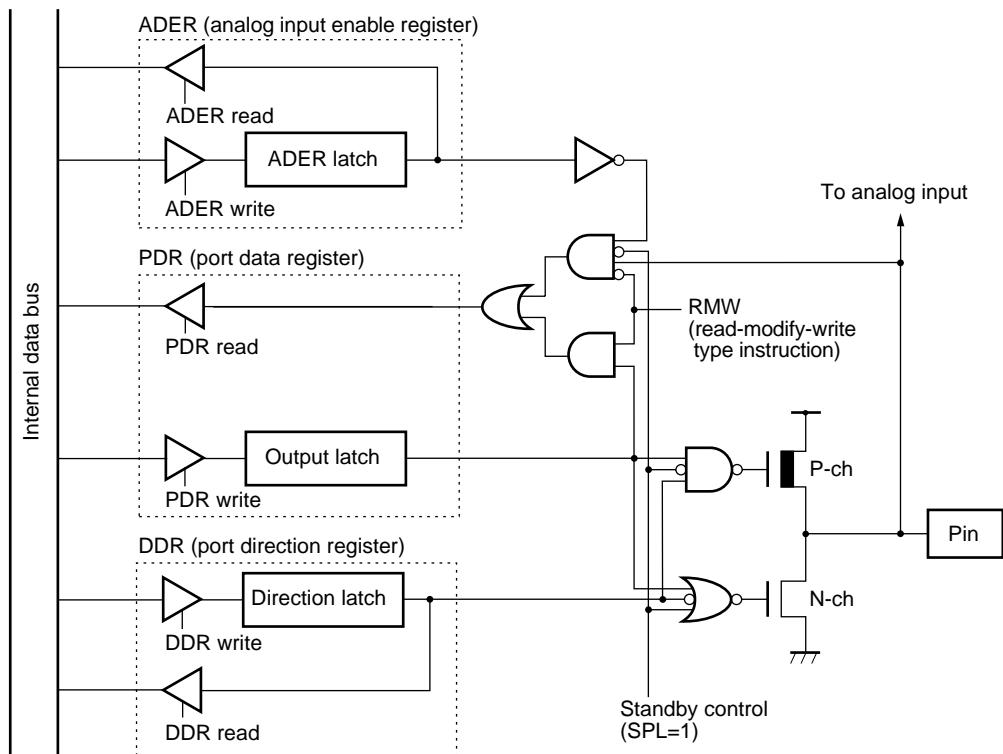 ADER (analog input enable register)
ADER read
ADER latch
ADER write
To analog input
PDR (port data register)
PDR read
RMW
(read-modify-write
type instruction)
Internal data bus
Output latch
PDR write
P-ch
Pin
DDR (port direction register)
Direction latch
DDR write
N-ch
DDR read
Standby control
(SPL=1)